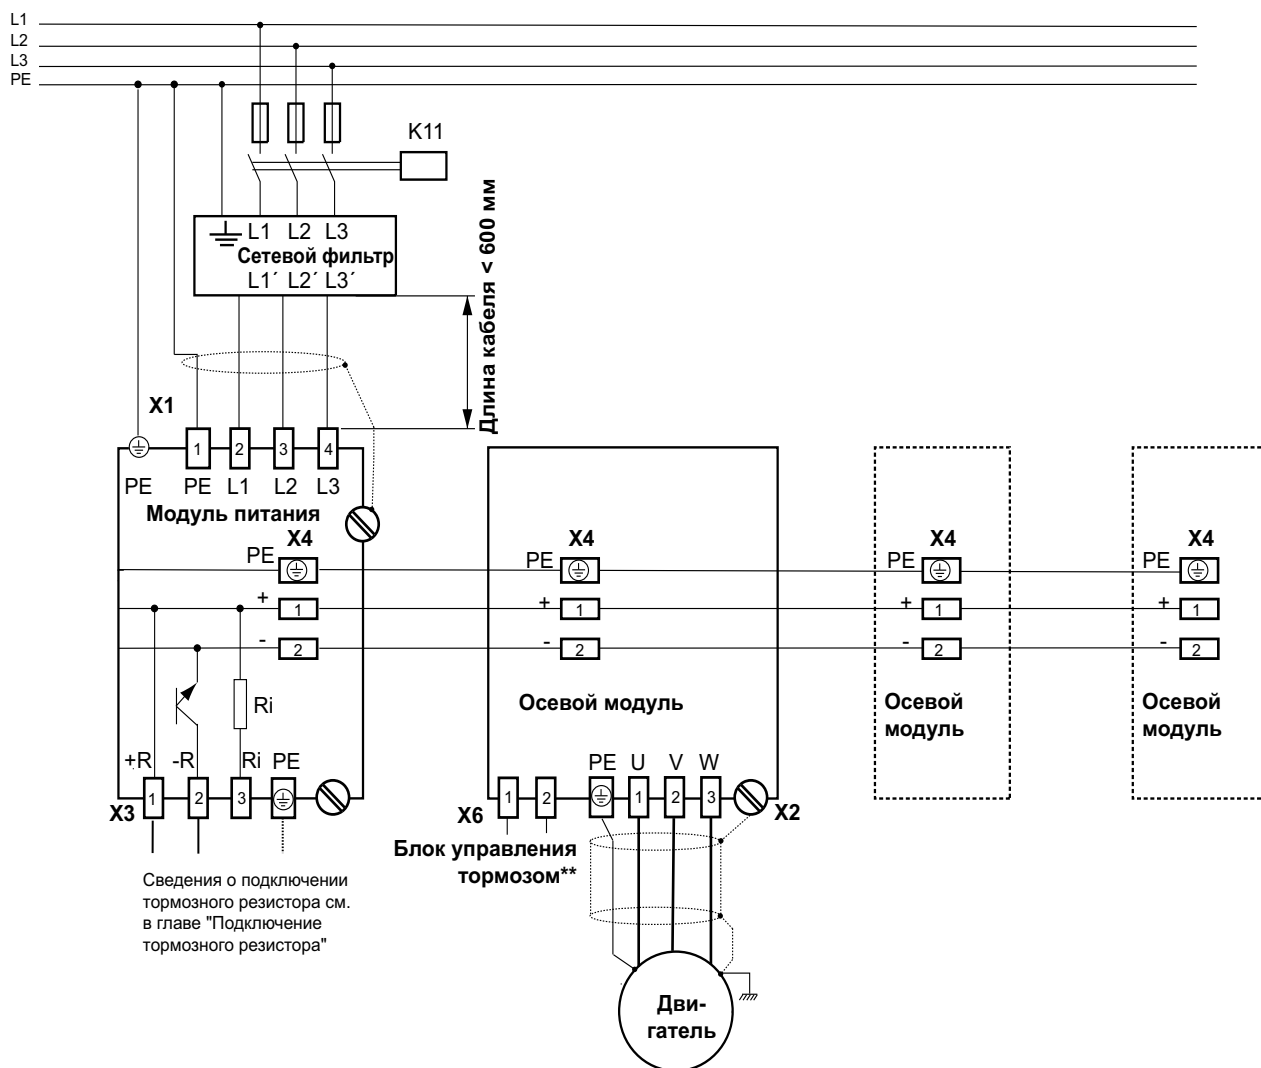 L1
L2
L3
PE
K11
L1 L2 L3
Сетевой фильтр
L1´ L2´ L3´
Длина кабеля < 600 мм
X1
1 2 3 4
PE PE L1 L2 L3
Модуль питания
X4 X4 X4 X4
PE PE PE PE
+ 1 + 1 + 1 + 1
- 2 - 2 - 2 - 2
Ri
Осевой модуль
Осевой
модуль
Осевой
модуль
+R -R Ri PE
X3 1 2 3
PE U V W
X6 1 2 1 2 3 X2
Блок управления
тормозом**
Сведения о подключении
тормозного резистора см.
в главе "Подключение
тормозного резистора"
Дви-
гатель